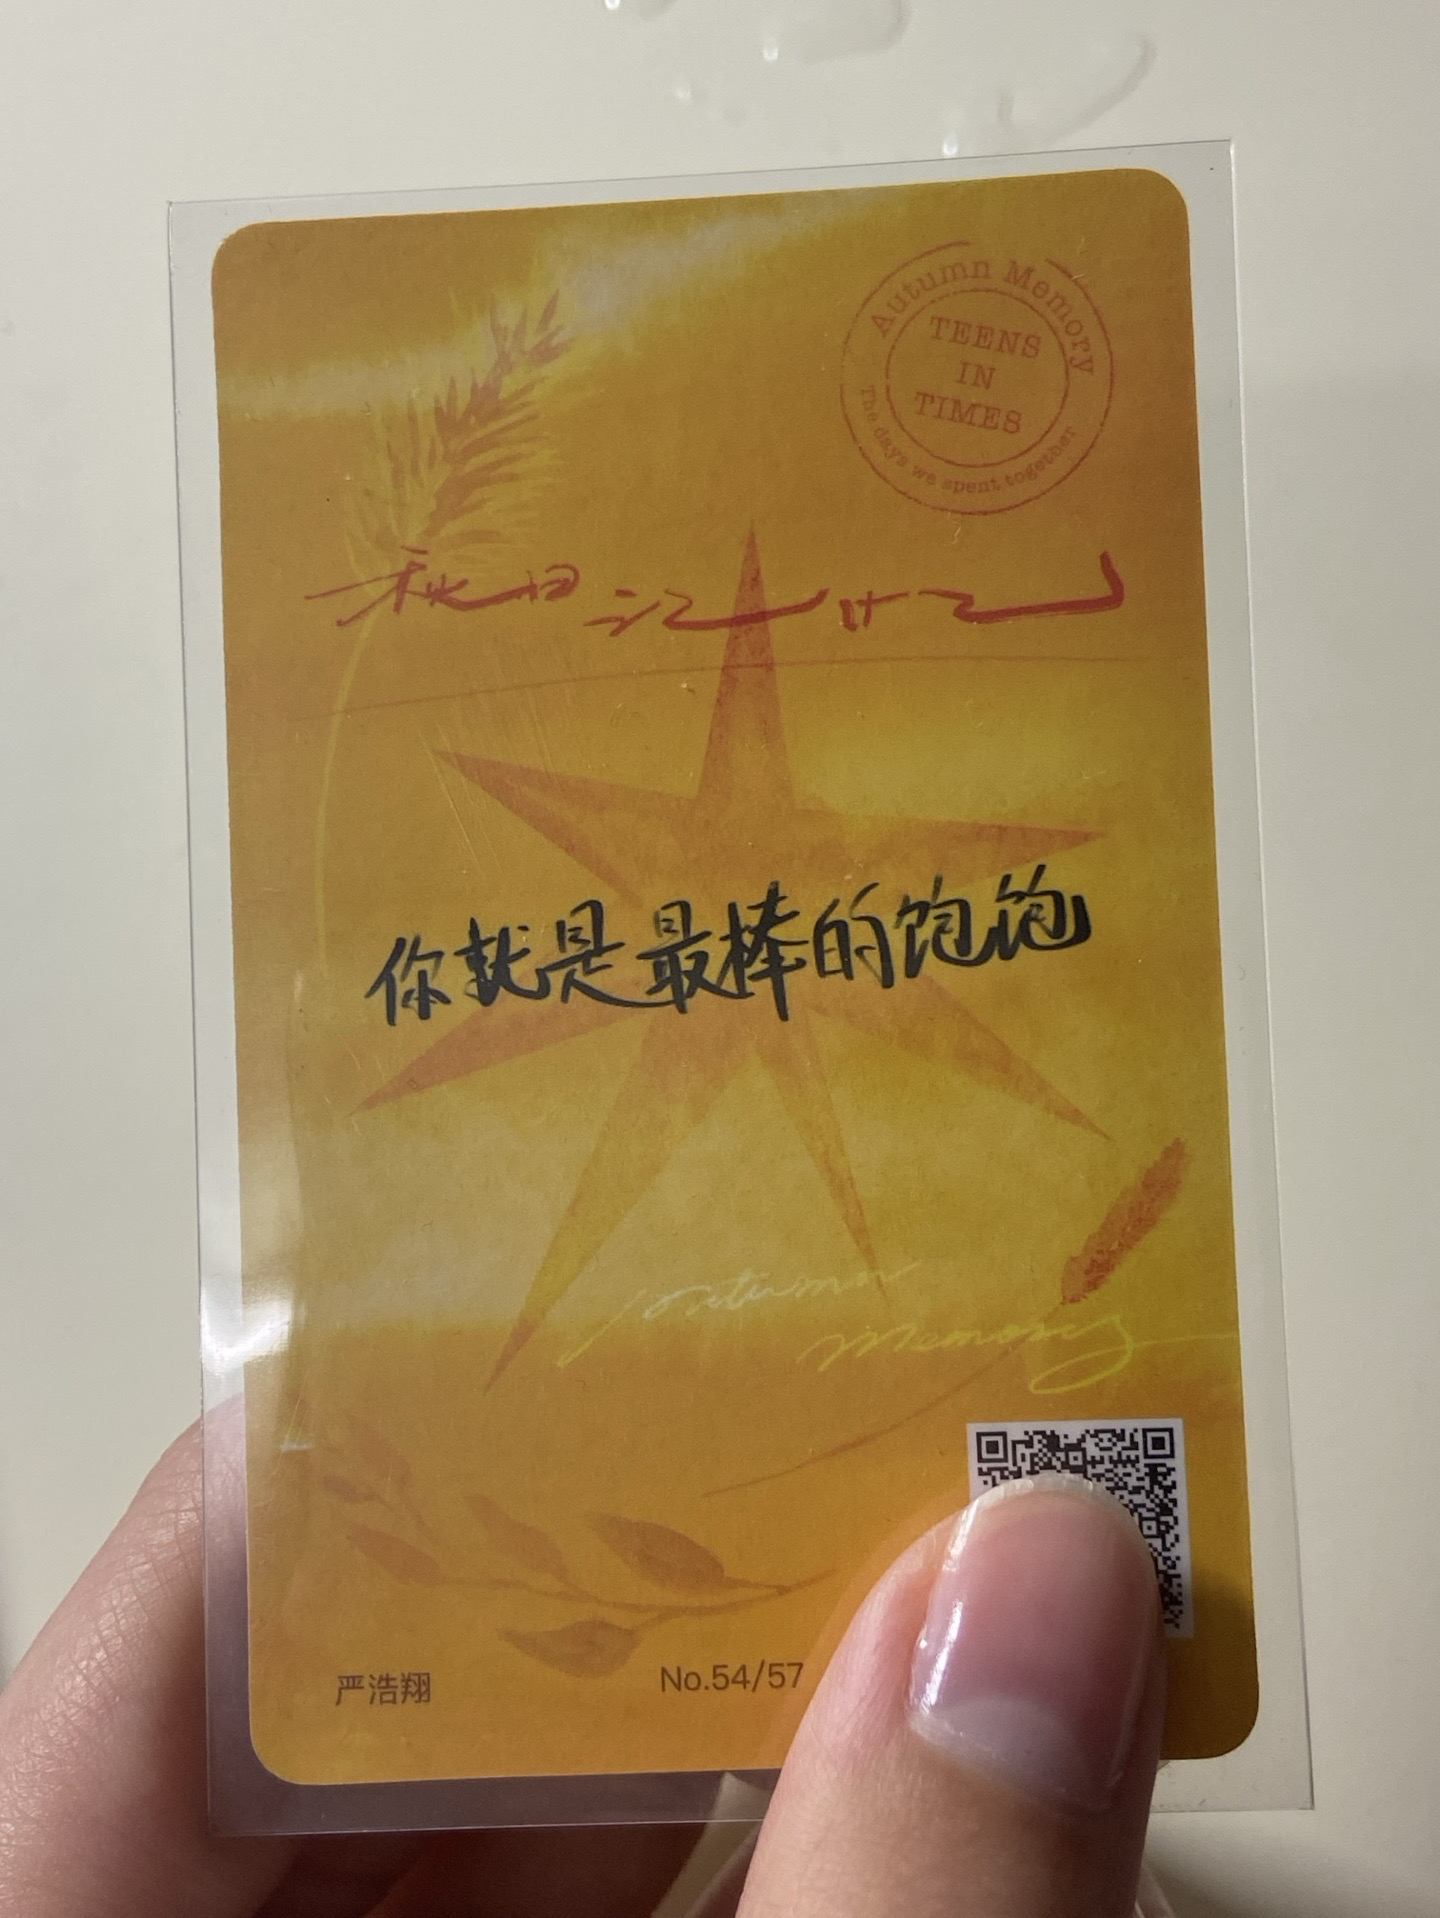 Autumn Memory
TEENS
IN
TIMES
The days we spent together
秋日记忆
你就是最棒的饱饱
Autumn
Memory
严浩翔
No.54/57